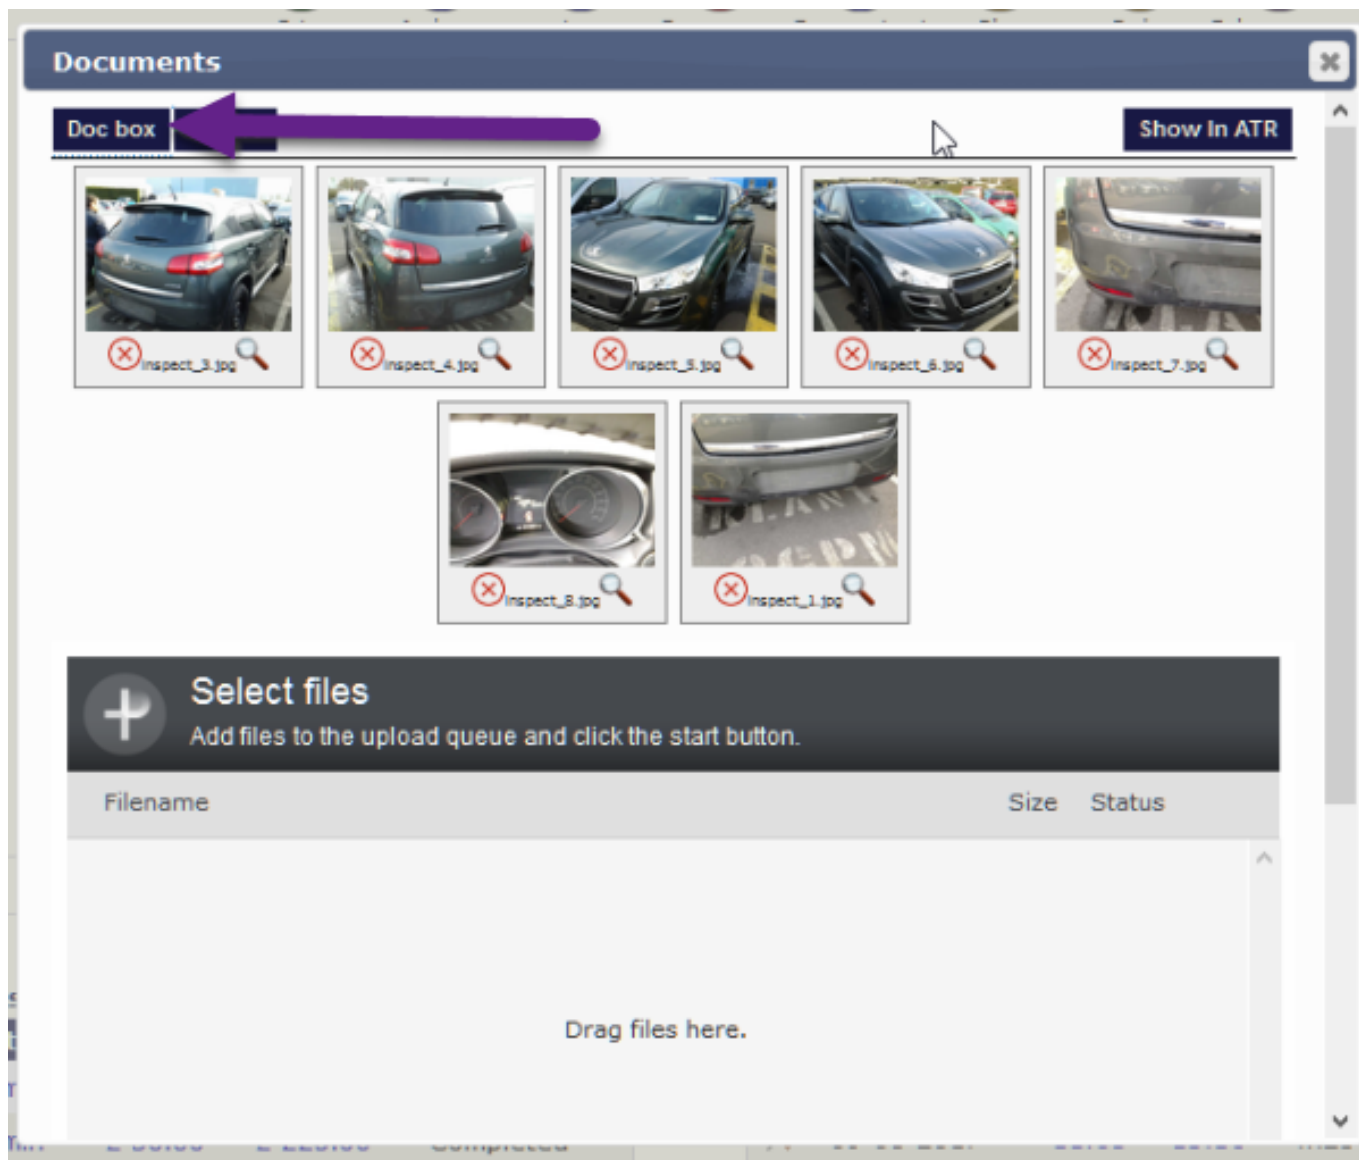 Documents
Doc box
Show In ATR
inspect_3.jpg
inspect_4.jpg
inspect_5.jpg
inspect_6.jpg
inspect_7.jpg
inspect_8.jpg
inspect_1.jpg
Select files
Add files to the upload queue and click the start button.
Filename Size Status
Drag files here.
Completed